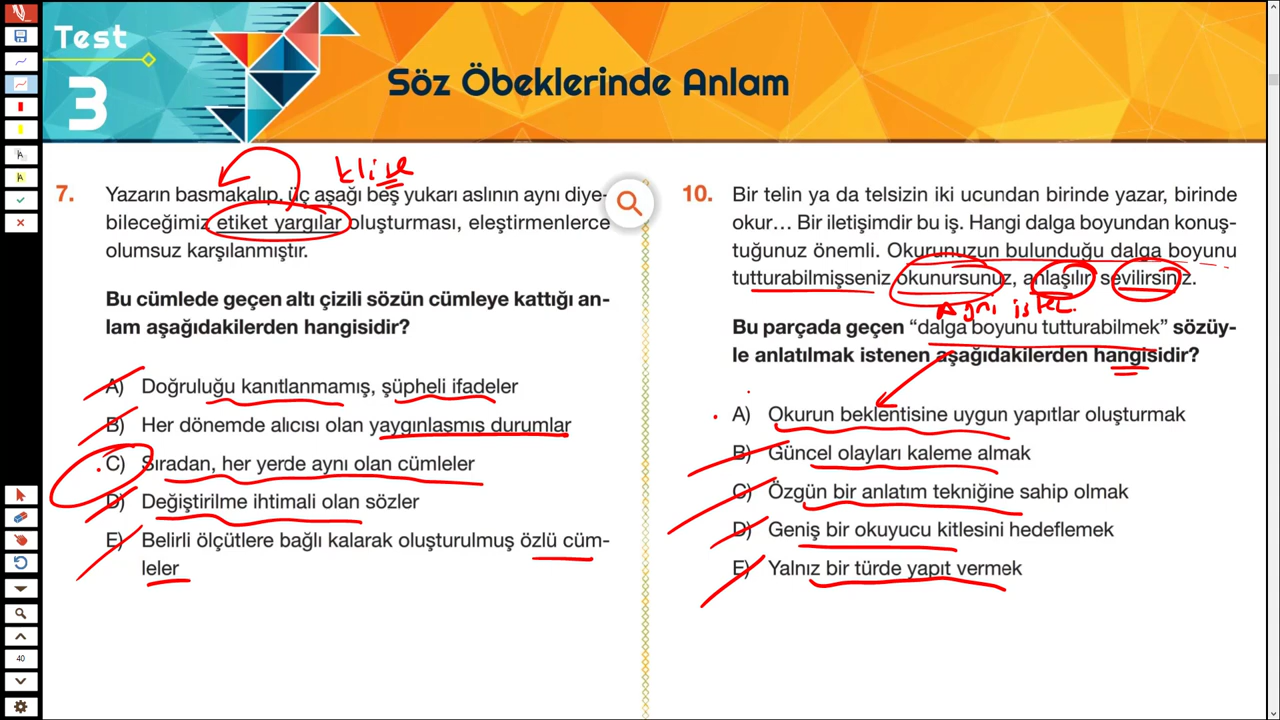 Test
3
Söz Öbeklerinde Anlam
klişe
7. Yazarın basmakalıp, üç aşağı beş yukarı aslının aynı diye-
bileceğimiz etiket yargılar oluşturması, eleştirmenlerce
olumsuz karşılanmıştır.
Bu cümlede geçen altı çizili sözün cümleye kattığı an-
lam aşağıdakilerden hangisidir?
A) Doğruluğu kanıtlanmamış, şüpheli ifadeler
B) Her dönemde alıcısı olan yaygınlaşmış durumlar
C) Sıradan, her yerde aynı olan cümleler
D) Değiştirilme ihtimali olan sözler
E) Belirli ölçütlere bağlı kalarak oluşturulmuş özlü cüm-
leler
10. Bir telin ya da telsizin iki ucundan birinde yazar, birinde
okur… Bir iletişimdir bu iş. Hangi dalga boyundan konuş-
tuğunuz önemli. Okurunuzun bulunduğu dalga boyunu
tutturabilmişseniz okunursunuz, anlaşılır sevilirsiniz.
Aynı
Bu parçada geçen “dalga boyunu tutturabilmek” sözüy-
le anlatılmak istenen aşağıdakilerden hangisidir?
A) Okurun beklentisine uygun yapıtlar oluşturmak
B) Güncel olayları kaleme almak
C) Özgün bir anlatım tekniğine sahip olmak
D) Geniş bir okuyucu kitlesini hedeflemek
E) Yalnız bir türde yapıt vermek
40